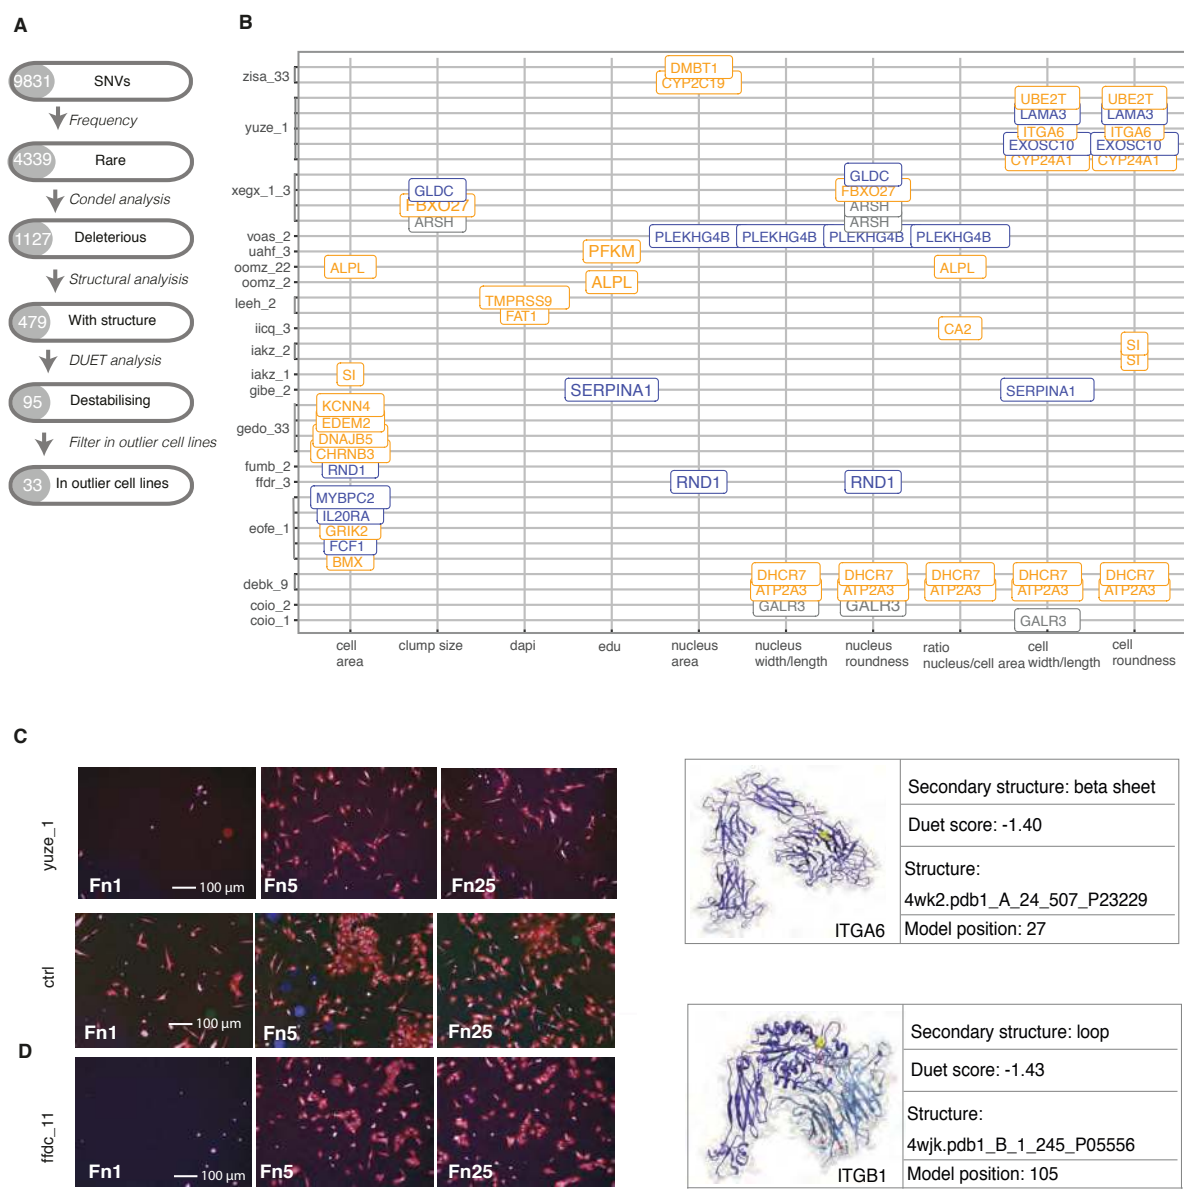 A
9831 SNVs
Frequency
4339 Rare
Condel analysis
1127 Deleterious
Structural analyisis
479 With structure
DUET analysis
95 Destabilising
Filter in outlier cell lines
33 In outlier cell lines
B
zisa_33
DMBT1
CYP2C19
yuze_1
UBE2T UBE2T
LAMA3 LAMA3
ITGA6 ITGA6
EXOSC10 EXOSC10
CYP24A1 CYP24A1
xegx_1_3
GLDC GLDC
FBXO27 FBXO27
ARSH ARSH
ARSH
voas_2 PLEKHG4B PLEKHG4B PLEKHG4B PLEKHG4B
uahf_3 PFKM
oomz_22 ALPL ALPL
oomz_2 ALPL
leeh_2 TMPRSS9
FAT1
iicq_3 CA2
iakz_2 SI
SI
iakz_1 SI
gibe_2 SERPINA1 SERPINA1
gedo_33
KCNN4
EDEM2
DNAJB5
CHRNB3
fumb_2 RND1
ffdr_3 RND1 RND1
eofe_1
MYBPC2
IL20RA
GRIK2
FCF1
BMX
debk_9
DHCR7 DHCR7 DHCR7 DHCR7 DHCR7
ATP2A3 ATP2A3 ATP2A3 ATP2A3 ATP2A3
coio_2 GALR3 GALR3
coio_1 GALR3
cell area
clump size
dapi
edu
nucleus area
nucleus width/length
nucleus roundness
ratio nucleus/cell area
cell width/length
cell roundness
C
yuze_1
Fn1 100 µm
Fn5
Fn25
ctrl
Fn1 100 µm
Fn5
Fn25
ITGA6
Secondary structure: beta sheet
Duet score: -1.40
Structure:
4wk2.pdb1_A_24_507_P23229
Model position: 27
D
ffdc_11
Fn1 100 µm
Fn5
Fn25
ITGB1
Secondary structure: loop
Duet score: -1.43
Structure:
4wjk.pdb1_B_1_245_P05556
Model position: 105